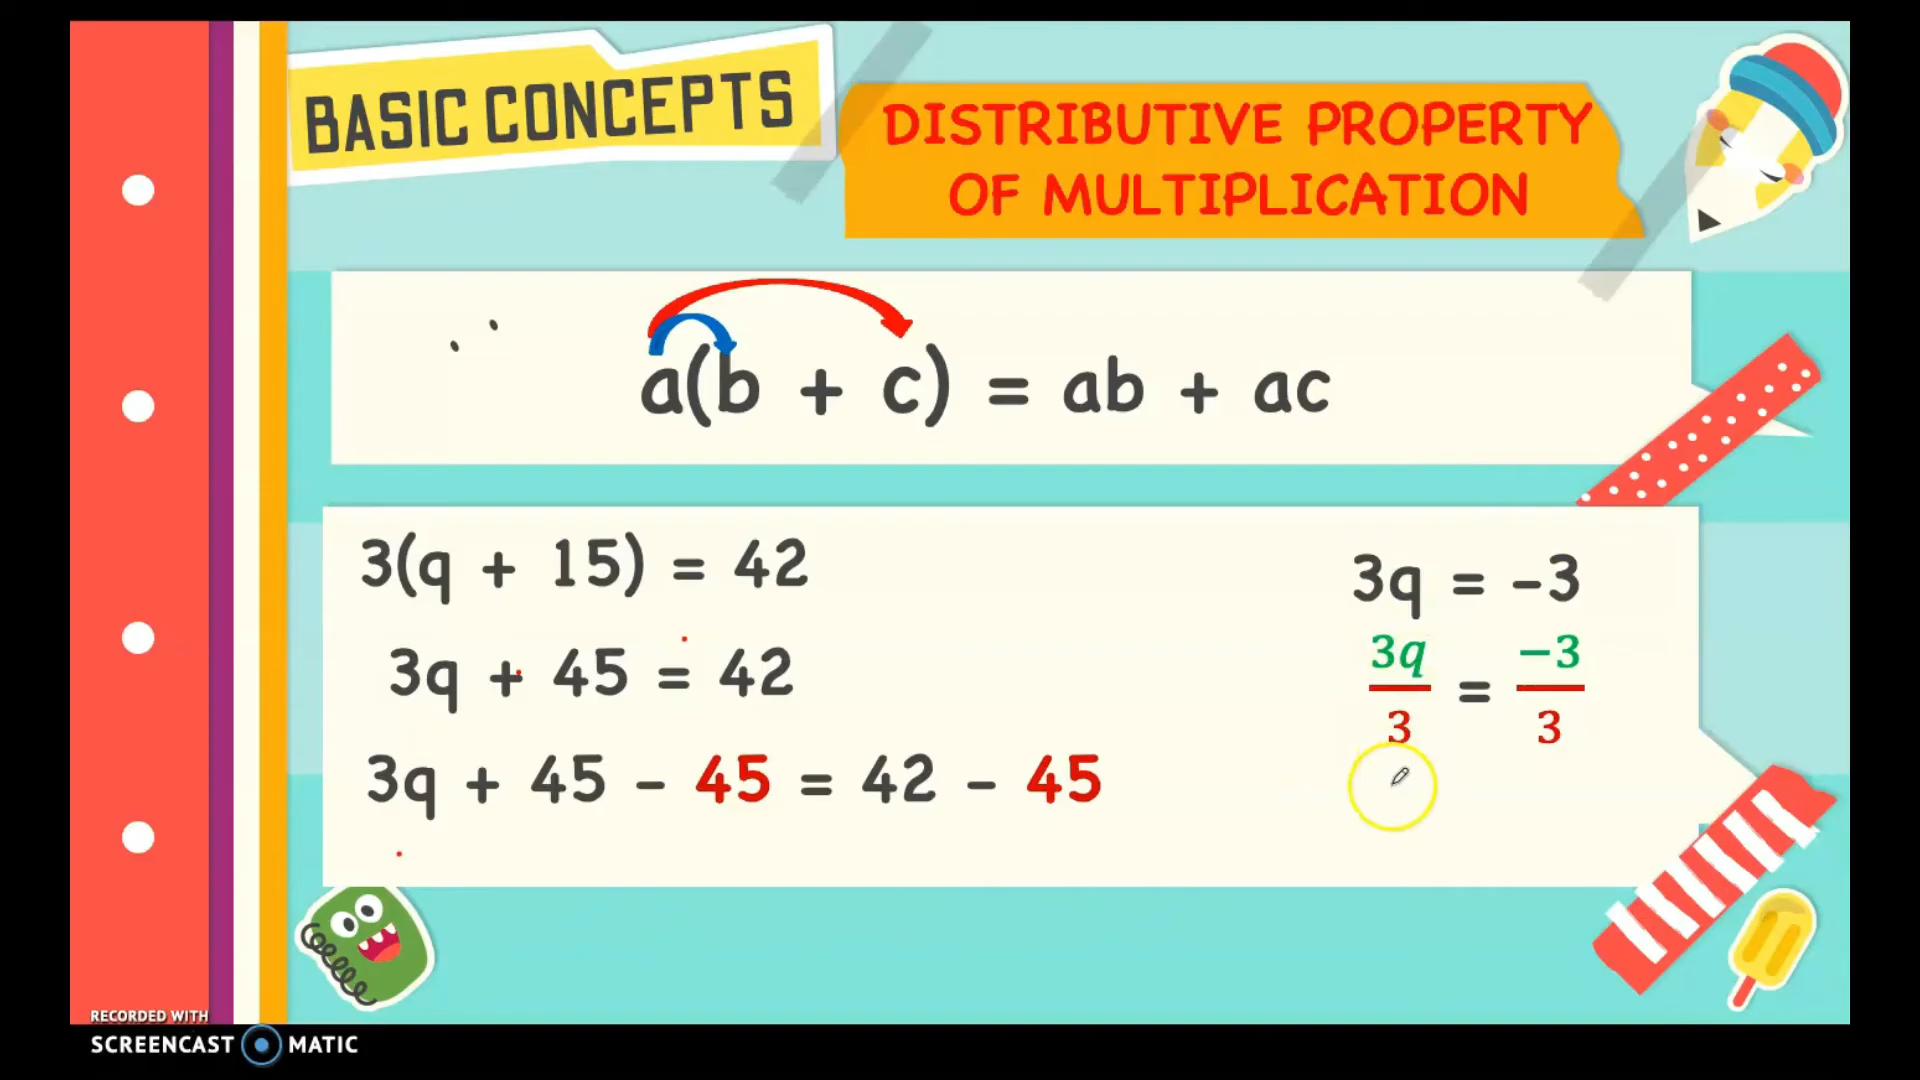 BASIC CONCEPTS
DISTRIBUTIVE PROPERTY
OF MULTIPLICATION
a(b + c) = ab + ac
3(q + 15) = 42
3q + 45 = 42
3q + 45 - 45 = 42 - 45
3q = -3
3q/3 = -3/3
RECORDED WITH
SCREENCAST MATIC